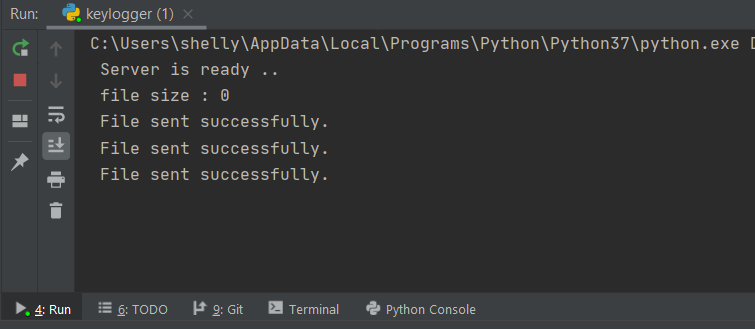 Run: keylogger (1)
C:\Users\shelly\AppData\Local\Programs\Python\Python37\python.exe
Server is ready ..
file size : 0
File sent successfully.
File sent successfully.
File sent successfully.
4: Run 6: TODO 9: Git Terminal Python Console